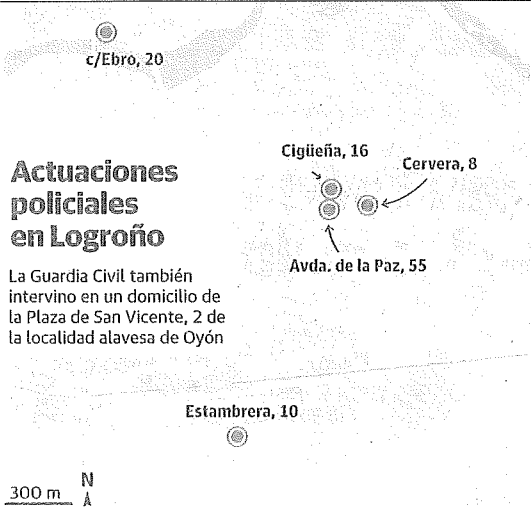 c/Ebro, 20
Cigüeña, 16
Cervera, 8
Actuaciones
policiales
en Logroño
Avda. de la Paz, 55
La Guardia Civil también
intervino en un domicilio de
la Plaza de San Vicente, 2 de
la localidad alavesa de Oyón
Estambrera, 10
N
300 m